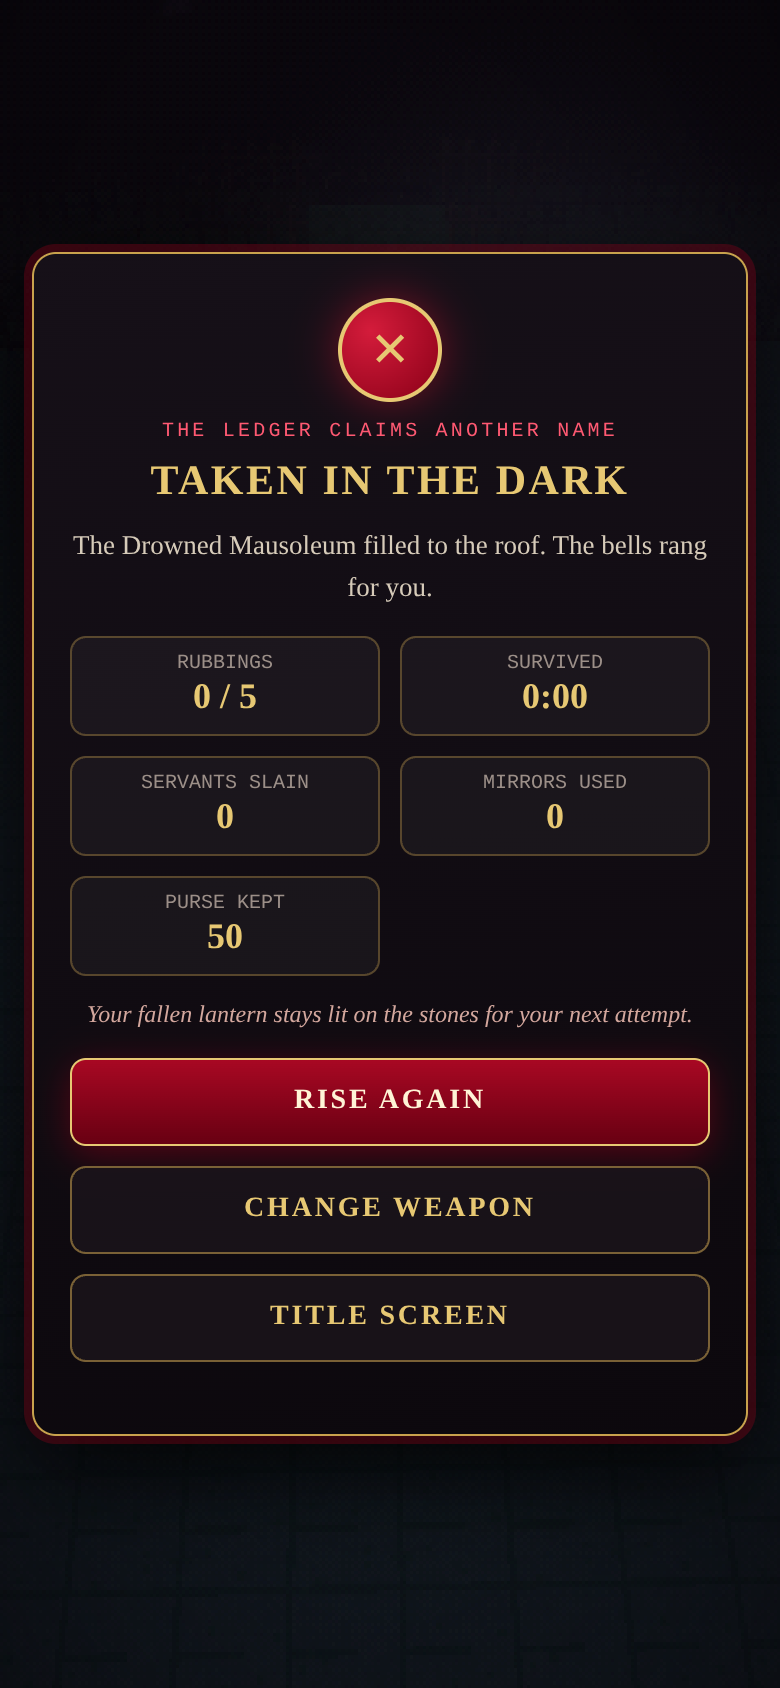 THE LEDGER CLAIMS ANOTHER NAME
TAKEN IN THE DARK
The Drowned Mausoleum filled to the roof. The bells rang
for you.
RUBBINGS
0 / 5
SURVIVED
0:00
SERVANTS SLAIN
0
MIRRORS USED
0
PURSE KEPT
50
Your fallen lantern stays lit on the stones for your next attempt.
RISE AGAIN
CHANGE WEAPON
TITLE SCREEN